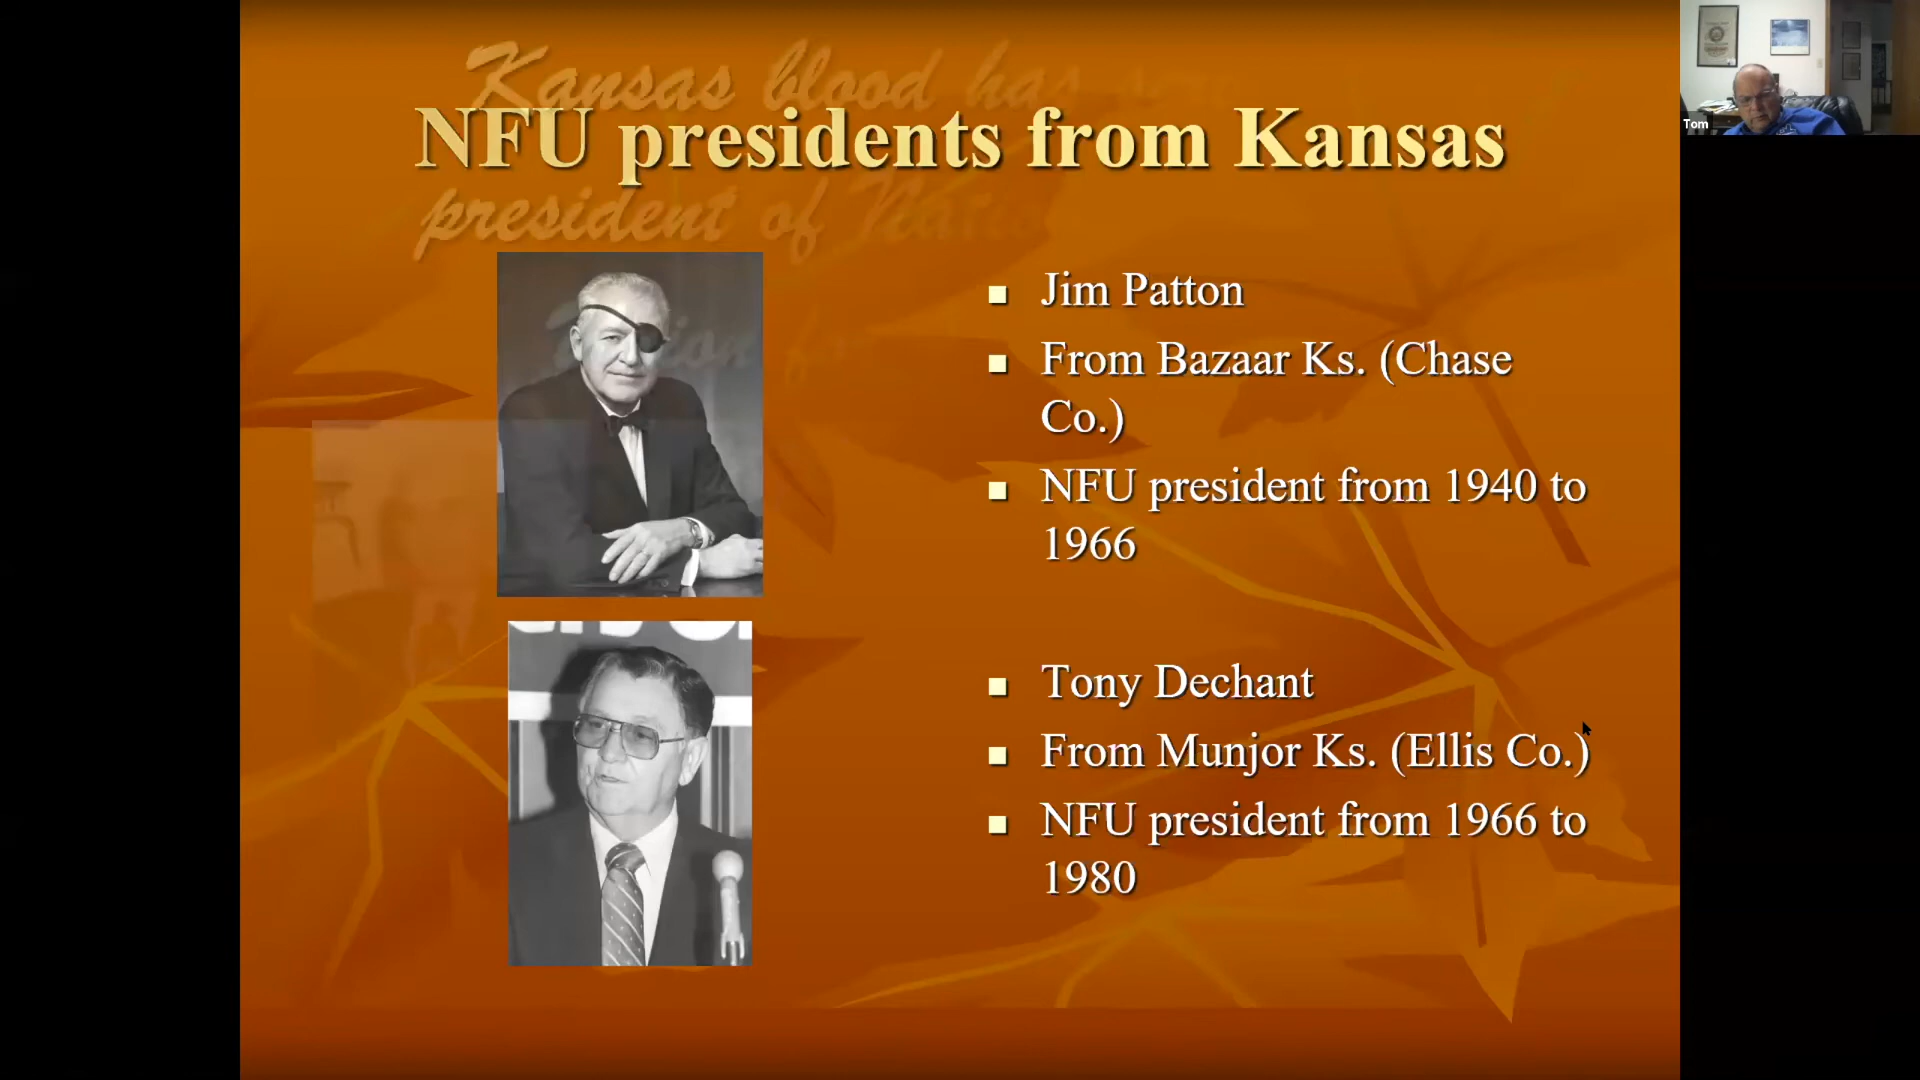 Kansas blood has
NFU presidents from Kansas
president of
Jim Patton
From Bazaar Ks. (Chase
Co.)
NFU president from 1940 to
1966
Tony Dechant
From Munjor Ks. (Ellis Co.)
NFU president from 1966 to
1980
Tom